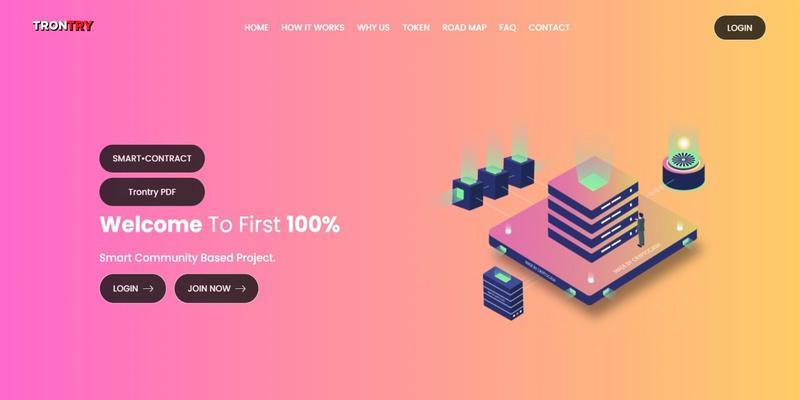 TRONTRY
HOME HOW IT WORKS WHY US TOKEN ROAD MAP FAQ CONTACT
LOGIN
SMART•CONTRACT
Trontry PDF
Welcome To First 100%
Smart Community Based Project.
LOGIN →
JOIN NOW →